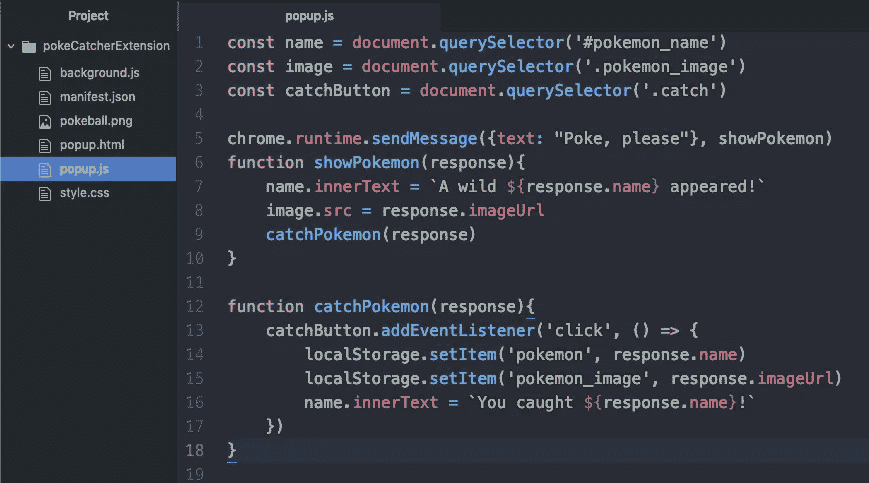 Project
pokeCatcherExtension
background.js
manifest.json
pokeball.png
popup.html
popup.js
style.css
popup.js
1 const name = document.querySelector('#pokemon_name')
2 const image = document.querySelector('.pokemon_image')
3 const catchButton = document.querySelector('.catch')
4
5 chrome.runtime.sendMessage({text: "Poke, please"}, showPokemon)
6 function showPokemon(response){
7     name.innerText = `A wild ${response.name} appeared!`
8     image.src = response.imageUrl
9     catchPokemon(response)
10 }
11
12 function catchPokemon(response){
13     catchButton.addEventListener('click', () => {
14         localStorage.setItem('pokemon', response.name)
15         localStorage.setItem('pokemon_image', response.imageUrl)
16         name.innerText = `You caught ${response.name}!`
17     })
18 }
19